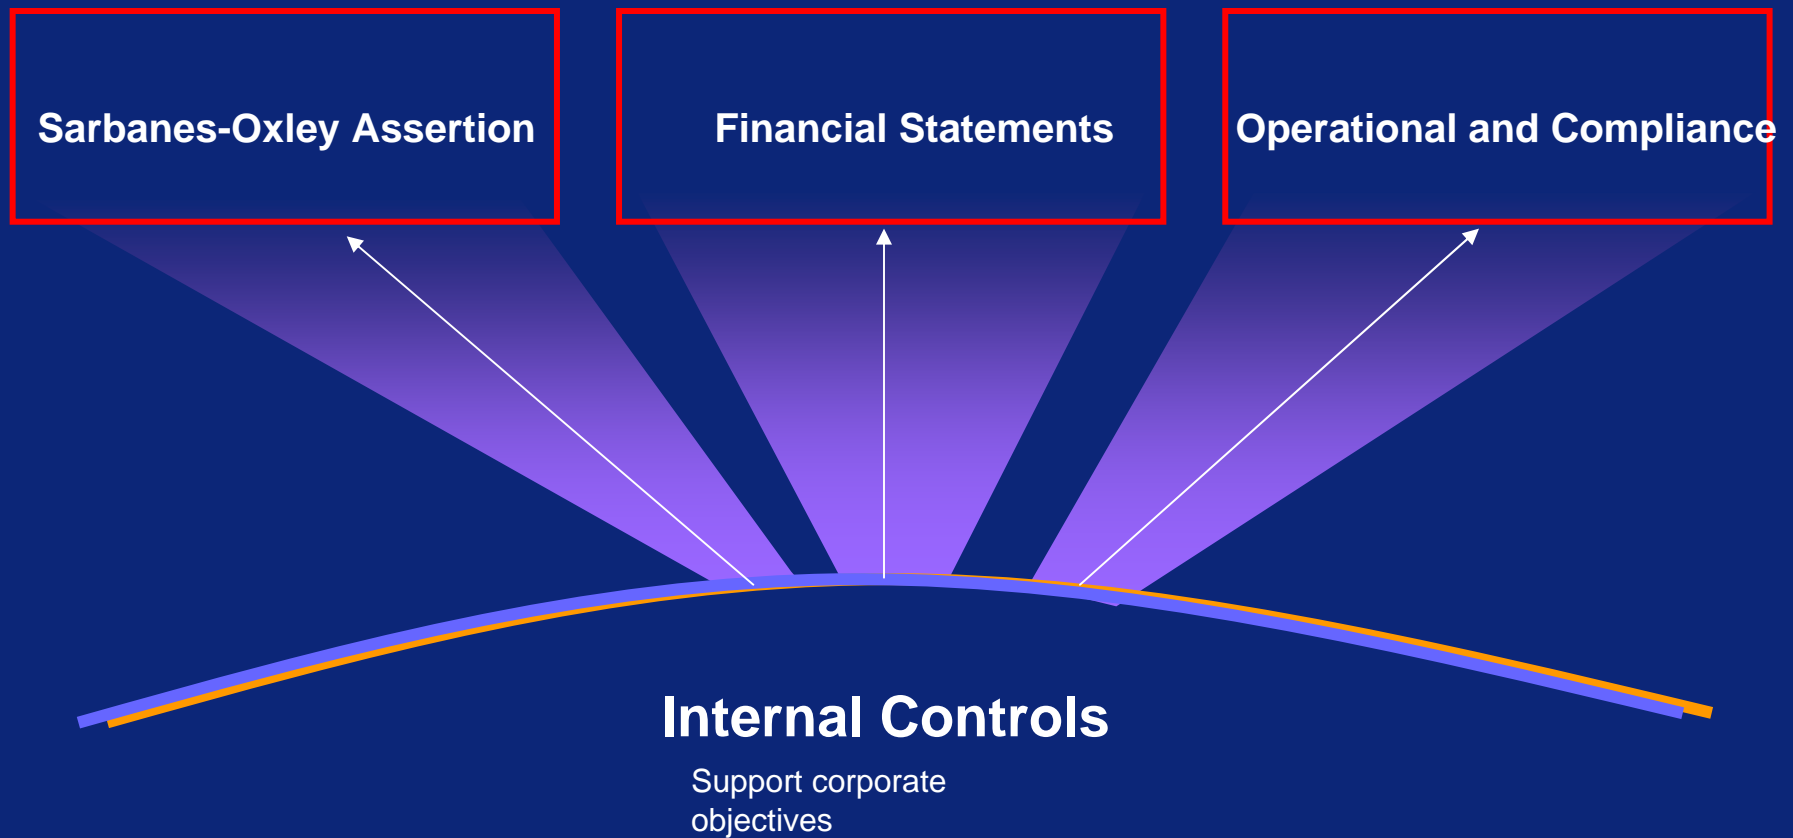 Sarbanes-Oxley Assertion
Financial Statements
Operational and Compliance
Internal Controls
Support corporate
objectives